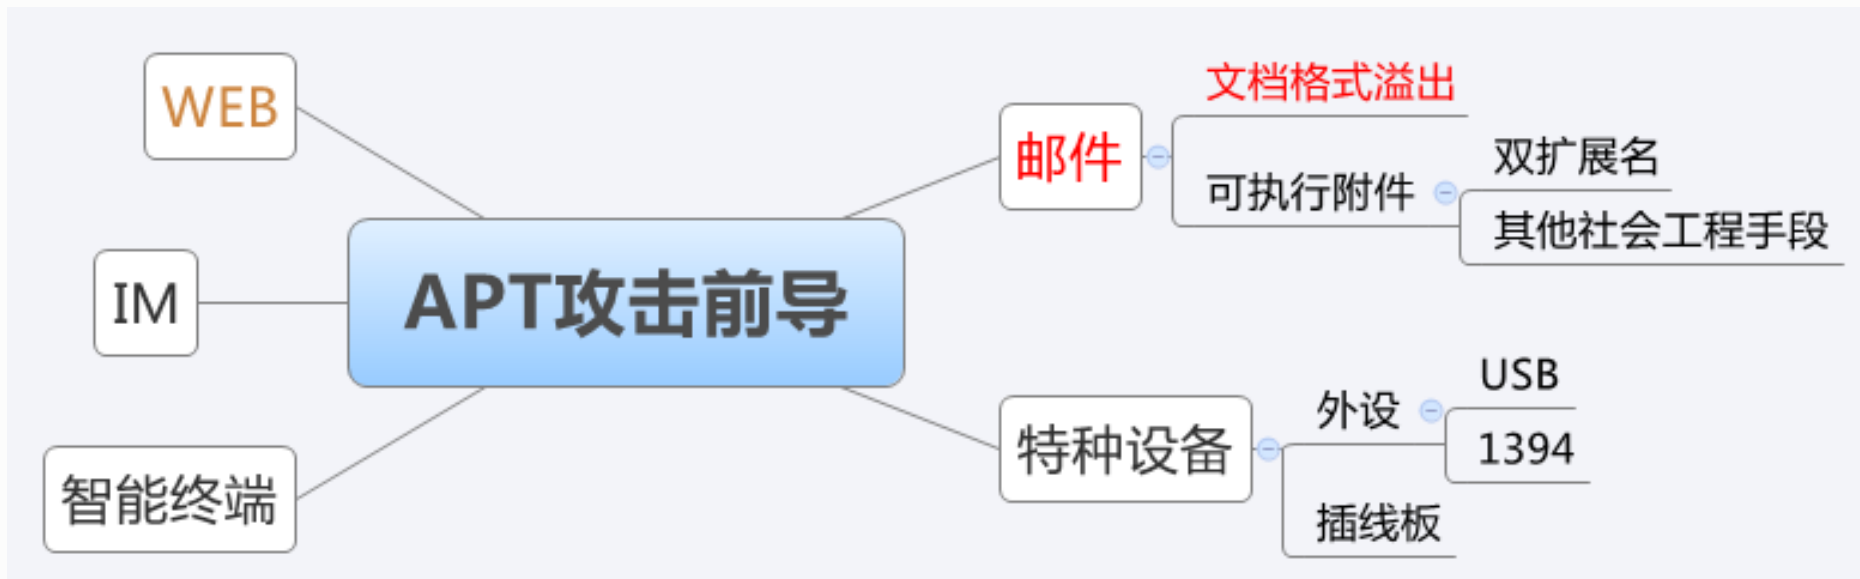 WEB
IM
智能终端
APT攻击前导
邮件
文档格式溢出
可执行附件
双扩展名
其他社会工程手段
特种设备
外设
USB
1394
插线板